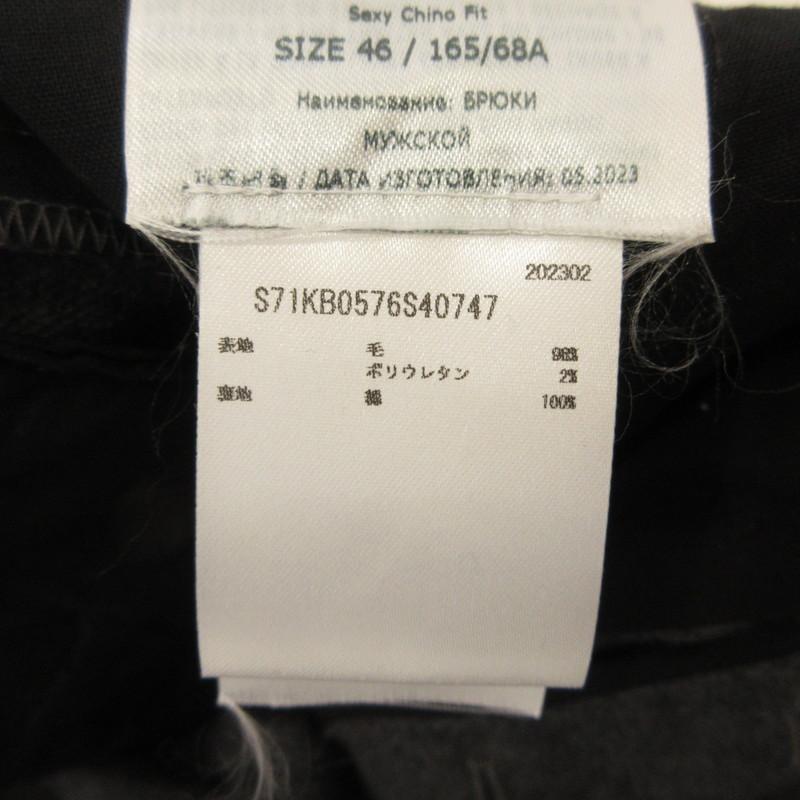 Sexy Chino Fit
SIZE 46 / 165/68A
Наименование: БРЮКИ
МУЖСКОЙ
/ ДАТА ИЗГОТОВЛЕНИЯ: 05.2023
202302
S71KB0576S40747
表地 毛 98%
ポリウレタン 2%
裏地 綿 100%